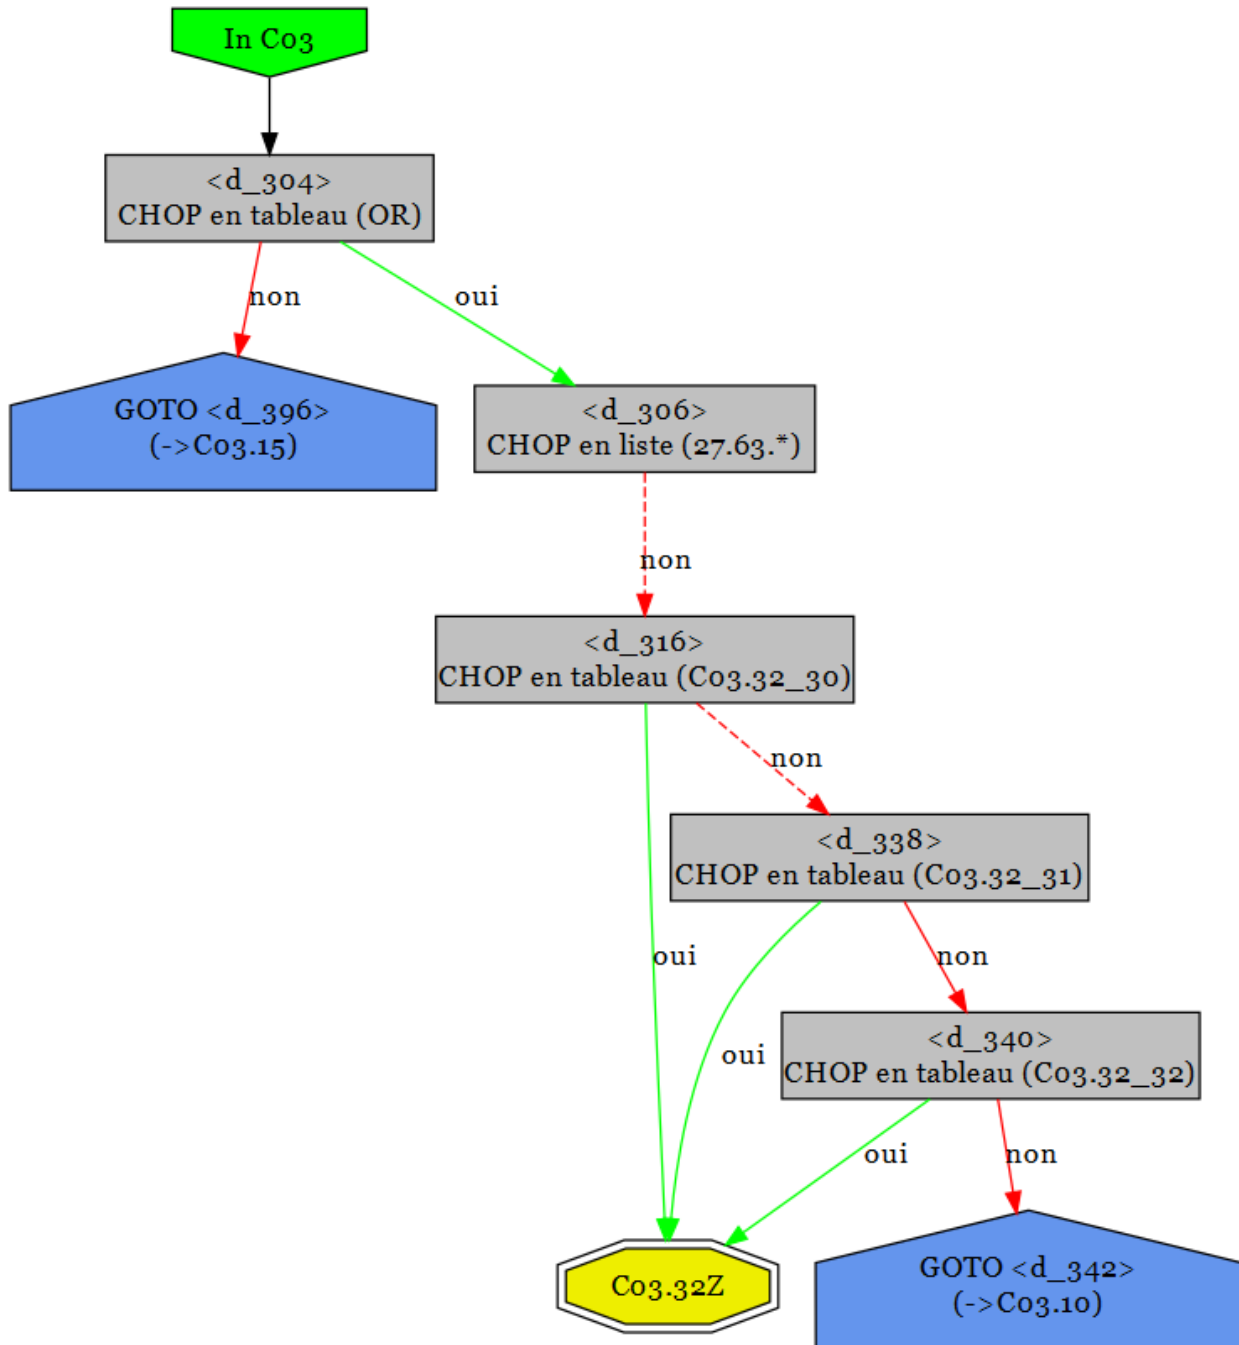 In C03
<d_304>
CHOP en tableau (OR)
non
oui
GOTO <d_396>
(->C03.15)
<d_306>
CHOP en liste (27.63.*)
non
<d_316>
CHOP en tableau (C03.32_30)
non
<d_338>
CHOP en tableau (C03.32_31)
oui
non
<d_340>
CHOP en tableau (C03.32_32)
oui
oui
non
C03.32Z
GOTO <d_342>
(->C03.10)